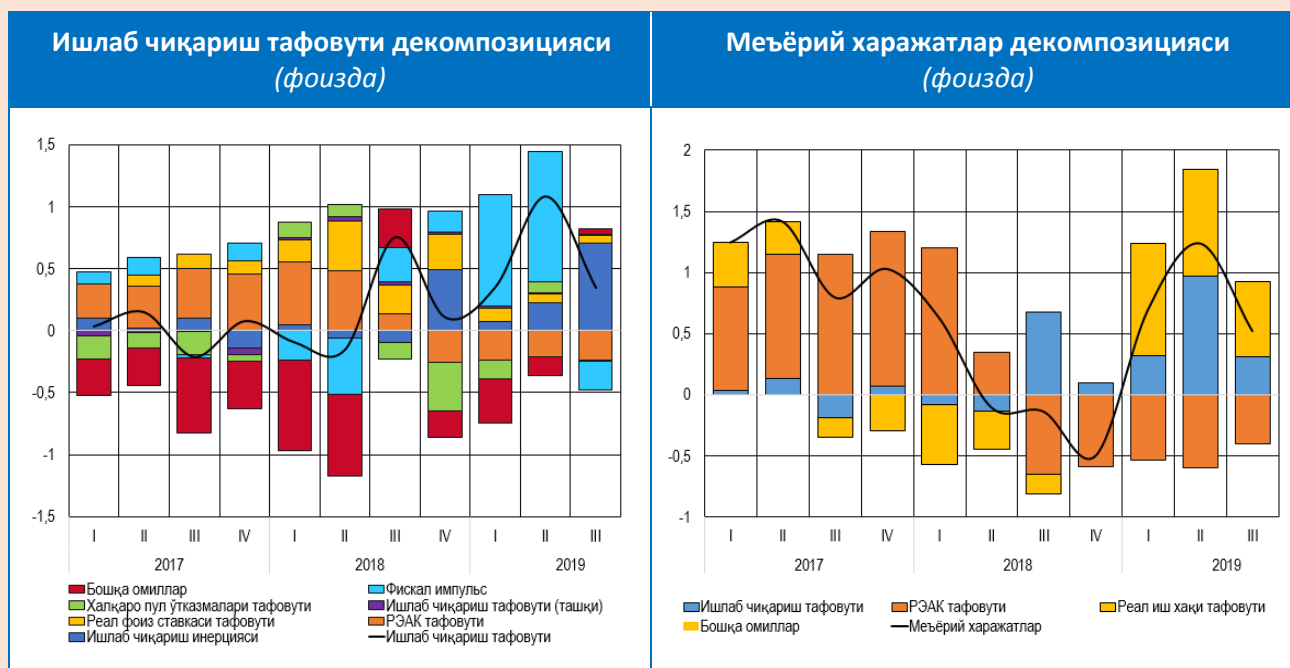 Ишлаб чиқариш тафовути декомпозицияси
(фоизда)
Меъёрий харажатлар декомпозицияси
(фоизда)
1,5
1
0,5
0
-0,5
-1
-1,5
I II III IV I II III IV I II III
2017 2018 2019
Бошқа омиллар
Фискал импульс
Халқаро пул ўтказмалари тафовути
Ишлаб чиқариш тафовути (ташқи)
Реал фоиз ставкаси тафовути
РЭАК тафовути
Ишлаб чиқариш инерцияси
Ишлаб чиқариш тафовути
2
1,5
1
0,5
0
-0,5
-1
I II III IV I II III IV I II III
2017 2018 2019
Ишлаб чиқариш тафовути
РЭАК тафовути
Реал иш хақи тафовути
Бошқа омиллар
Меъёрий харажатлар